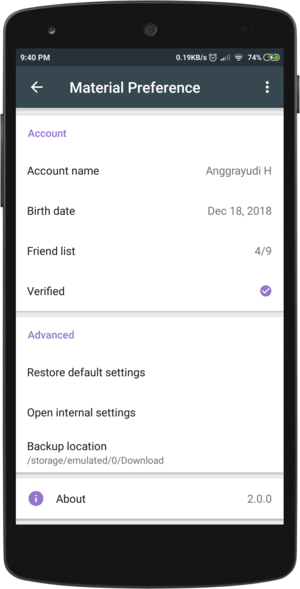 9:40 PM 0.19KB/s 74%
Material Preference
Account
Account name Anggrayudi H
Birth date Dec 18, 2018
Friend list 4/9
Verified
Advanced
Restore default settings
Open internal settings
Backup location
/storage/emulated/0/Download
About 2.0.0